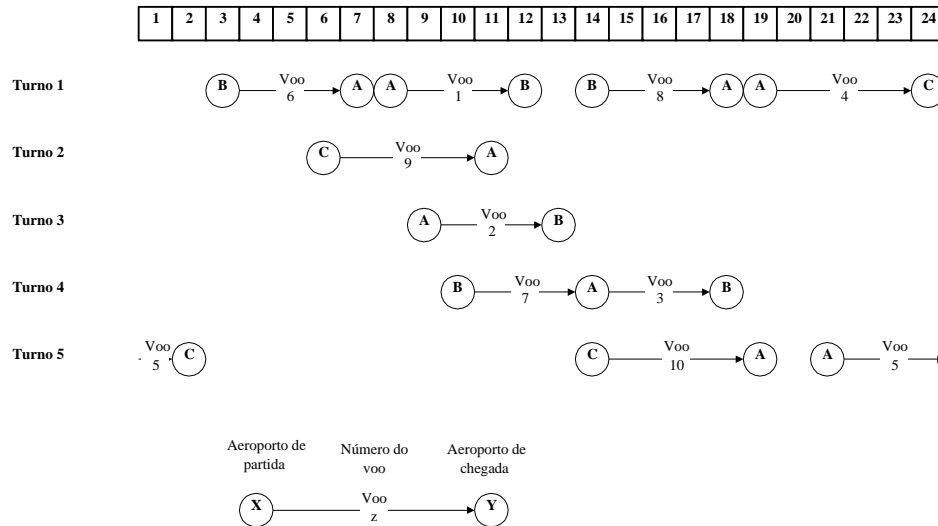 1 2 3 4 5 6 7 8 9 10 11 12 13 14 15 16 17 18 19 20 21 22 23 24
Turno 1 B Voo 6 A A Voo 1 B B Voo 8 A A Voo 4 C
Turno 2 C Voo 9 A
Turno 3 A Voo 2 B
Turno 4 B Voo 7 A Voo 3 B
Turno 5 Voo 5 C C Voo 10 A A Voo 5
Aeroporto de partida
Número do voo
Aeroporto de chegada
X Voo z Y